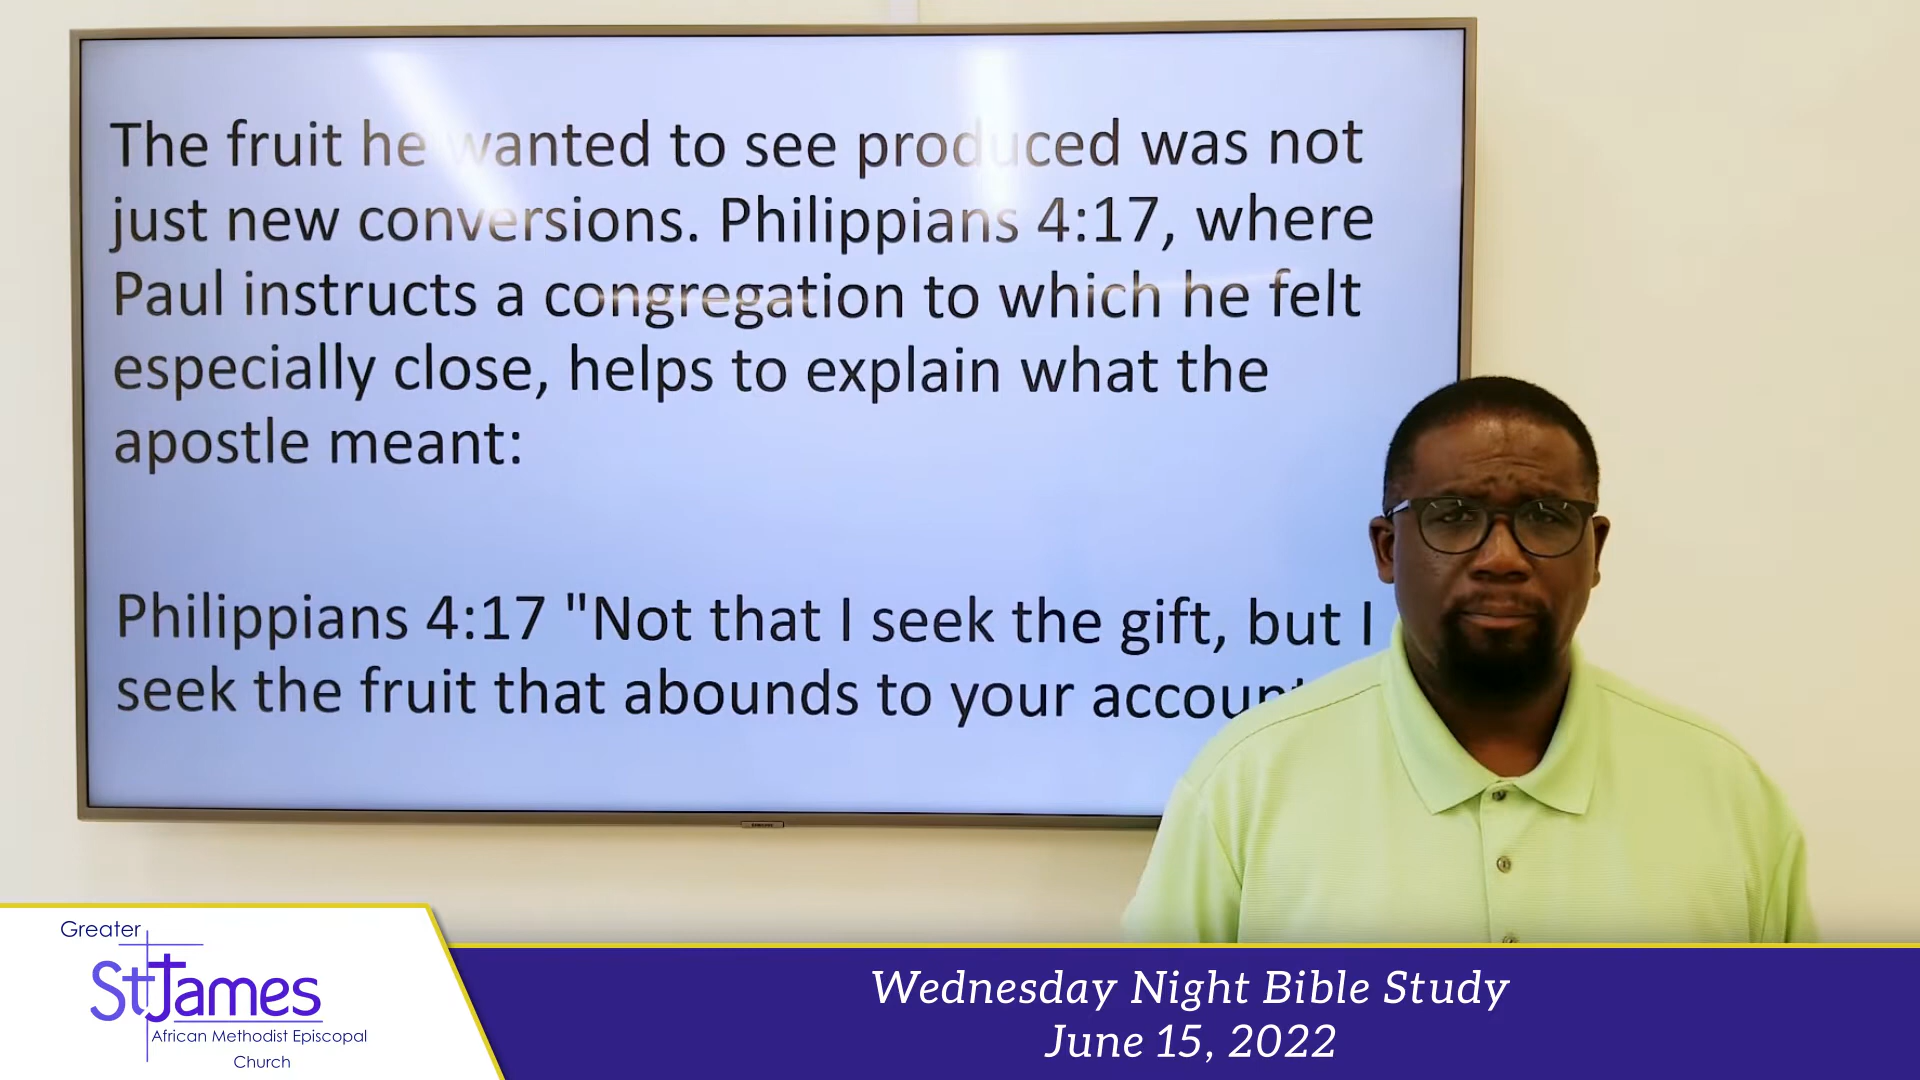 The fruit he wanted to see produced was not
just new conversions. Philippians 4:17, where
Paul instructs a congregation to which he felt
especially close, helps to explain what the
apostle meant:
Philippians 4:17 "Not that I seek the gift, but I
seek the fruit that abounds to your account
SAMSUNG
Greater
St James
African Methodist Episcopal
Church
Wednesday Night Bible Study
June 15, 2022